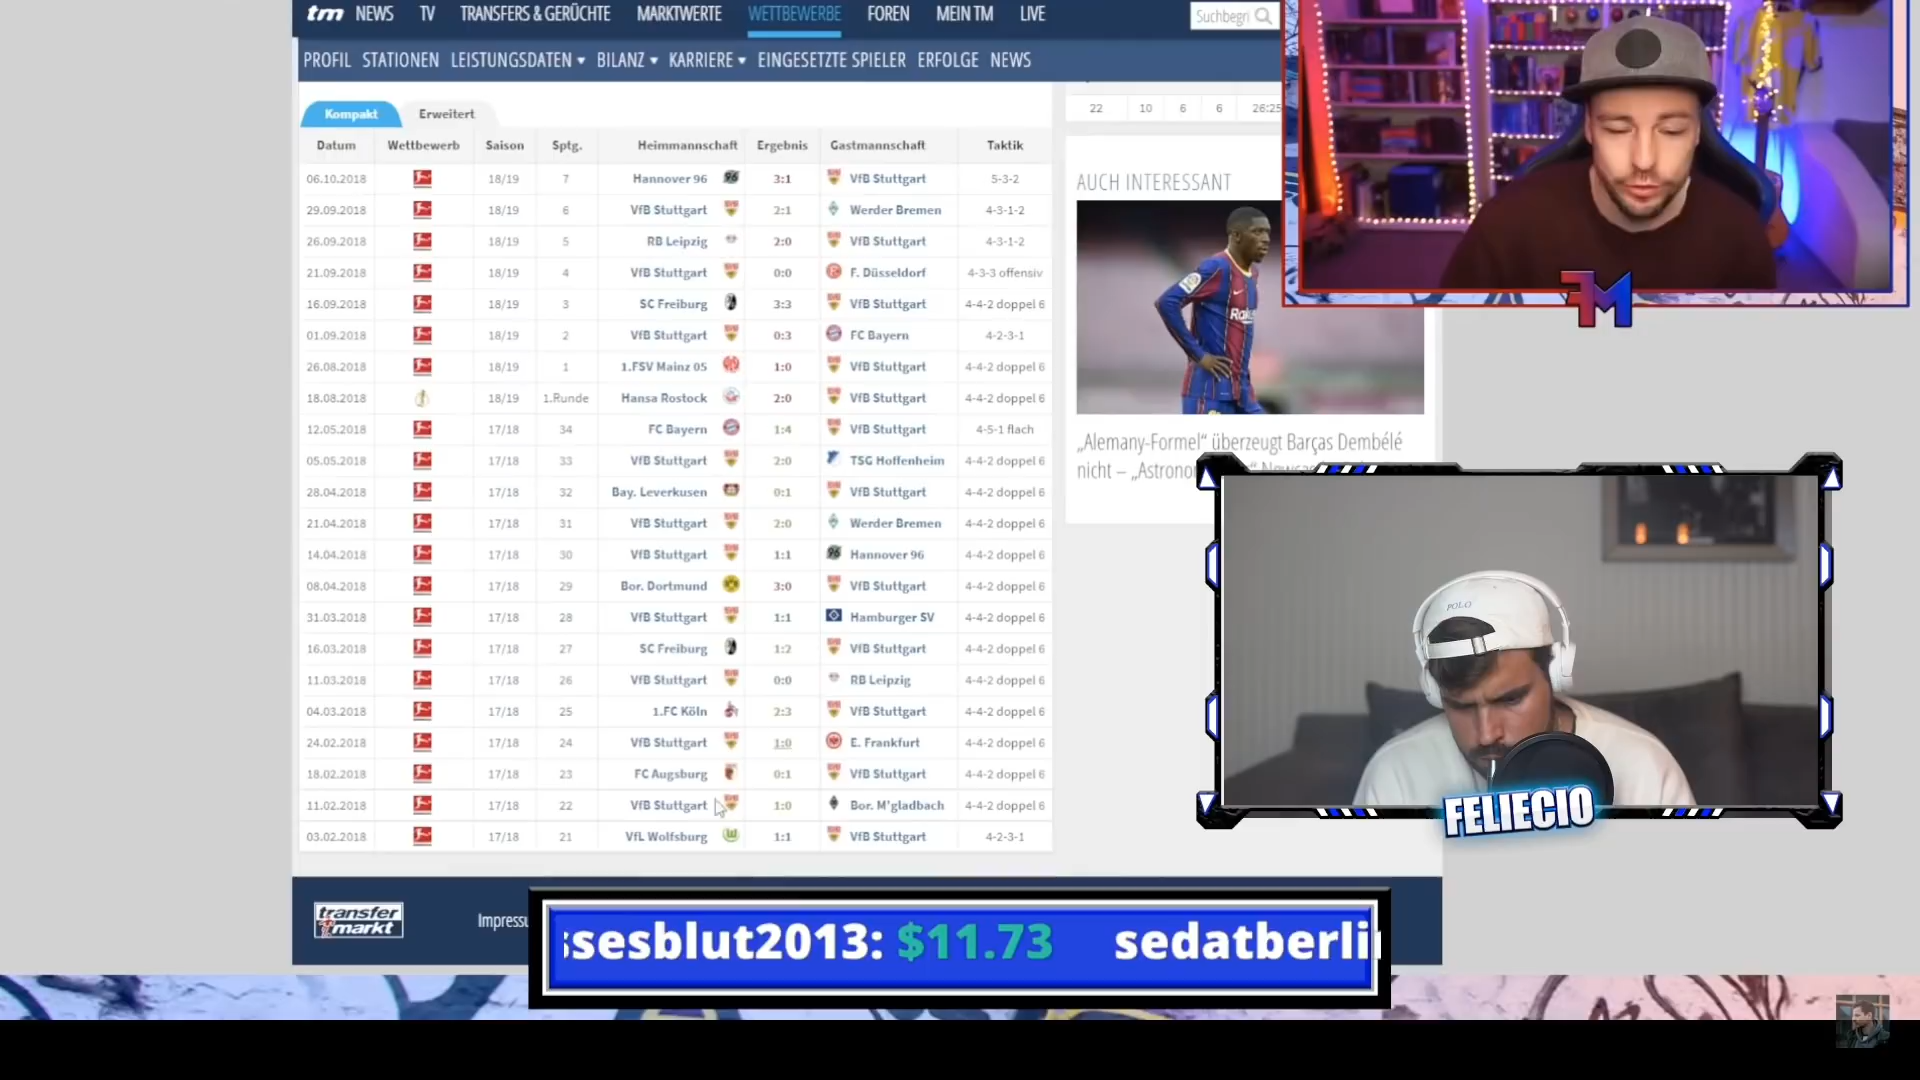 tm NEWS TV TRANSFERS & GERÜCHTE MARKTWERTE WETTBEWERBE FOREN MEIN TM LIVE Suchbegri
PROFIL STATIONEN LEISTUNGSDATEN BILANZ KARRIERE EINGESETZTE SPIELER ERFOLGE NEWS
Kompakt Erweitert
22 10 6 6 26:25
Datum Wettbewerb Saison Sptg. Heimmannschaft Ergebnis Gastmannschaft Taktik
06.10.2018 18/19 7 Hannover 96 3:1 VfB Stuttgart 5-3-2
29.09.2018 18/19 6 VfB Stuttgart 2:1 Werder Bremen 4-3-1-2
26.09.2018 18/19 5 RB Leipzig 2:0 VfB Stuttgart 4-3-1-2
21.09.2018 18/19 4 VfB Stuttgart 0:0 F. Düsseldorf 4-3-3 offensiv
16.09.2018 18/19 3 SC Freiburg 3:3 VfB Stuttgart 4-4-2 doppel 6
01.09.2018 18/19 2 VfB Stuttgart 0:3 FC Bayern 4-2-3-1
26.08.2018 18/19 1 1.FSV Mainz 05 1:0 VfB Stuttgart 4-4-2 doppel 6
18.08.2018 18/19 1.Runde Hansa Rostock 2:0 VfB Stuttgart 4-4-2 doppel 6
12.05.2018 17/18 34 FC Bayern 1:4 VfB Stuttgart 4-5-1 flach
05.05.2018 17/18 33 VfB Stuttgart 2:0 TSG Hoffenheim 4-4-2 doppel 6
28.04.2018 17/18 32 Bay. Leverkusen 0:1 VfB Stuttgart 4-4-2 doppel 6
21.04.2018 17/18 31 VfB Stuttgart 2:0 Werder Bremen 4-4-2 doppel 6
14.04.2018 17/18 30 VfB Stuttgart 1:1 Hannover 96 4-4-2 doppel 6
08.04.2018 17/18 29 Bor. Dortmund 3:0 VfB Stuttgart 4-4-2 doppel 6
31.03.2018 17/18 28 VfB Stuttgart 1:1 Hamburger SV 4-4-2 doppel 6
16.03.2018 17/18 27 SC Freiburg 1:2 VfB Stuttgart 4-4-2 doppel 6
11.03.2018 17/18 26 VfB Stuttgart 0:0 RB Leipzig 4-4-2 doppel 6
04.03.2018 17/18 25 1.FC Köln 2:3 VfB Stuttgart 4-4-2 doppel 6
24.02.2018 17/18 24 VfB Stuttgart 1:0 E. Frankfurt 4-4-2 doppel 6
18.02.2018 17/18 23 FC Augsburg 0:1 VfB Stuttgart 4-4-2 doppel 6
11.02.2018 17/18 22 VfB Stuttgart 1:0 Bor. M'gladbach 4-4-2 doppel 6
03.02.2018 17/18 21 VfL Wolfsburg 1:1 VfB Stuttgart 4-2-3-1
AUCH INTERESSANT
Rak
„Alemany-Formel“ überzeugt Barças Dembélé
nicht – „Astrono
FM
POLO
FELIECIO
transfer
markt
Impressu
ssesblut2013: $11.73 sedatberli